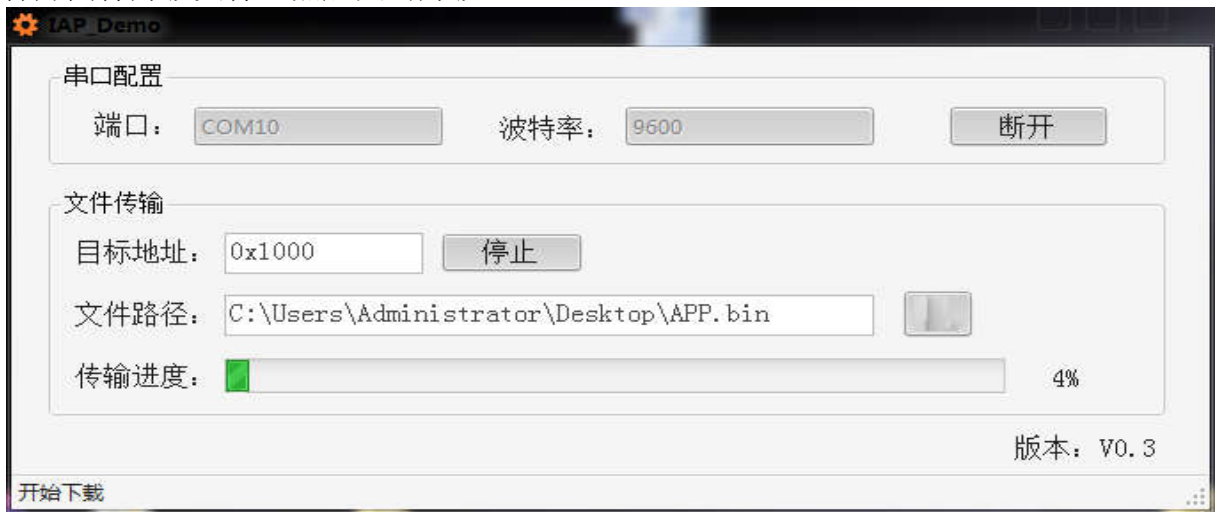 IAP_Demo
串口配置
端口： COM10 波特率： 9600 断开
文件传输
目标地址： 0x1000 停止
文件路径： C:\Users\Administrator\Desktop\APP.bin
传输进度： 4%
版本：V0.3
开始下载